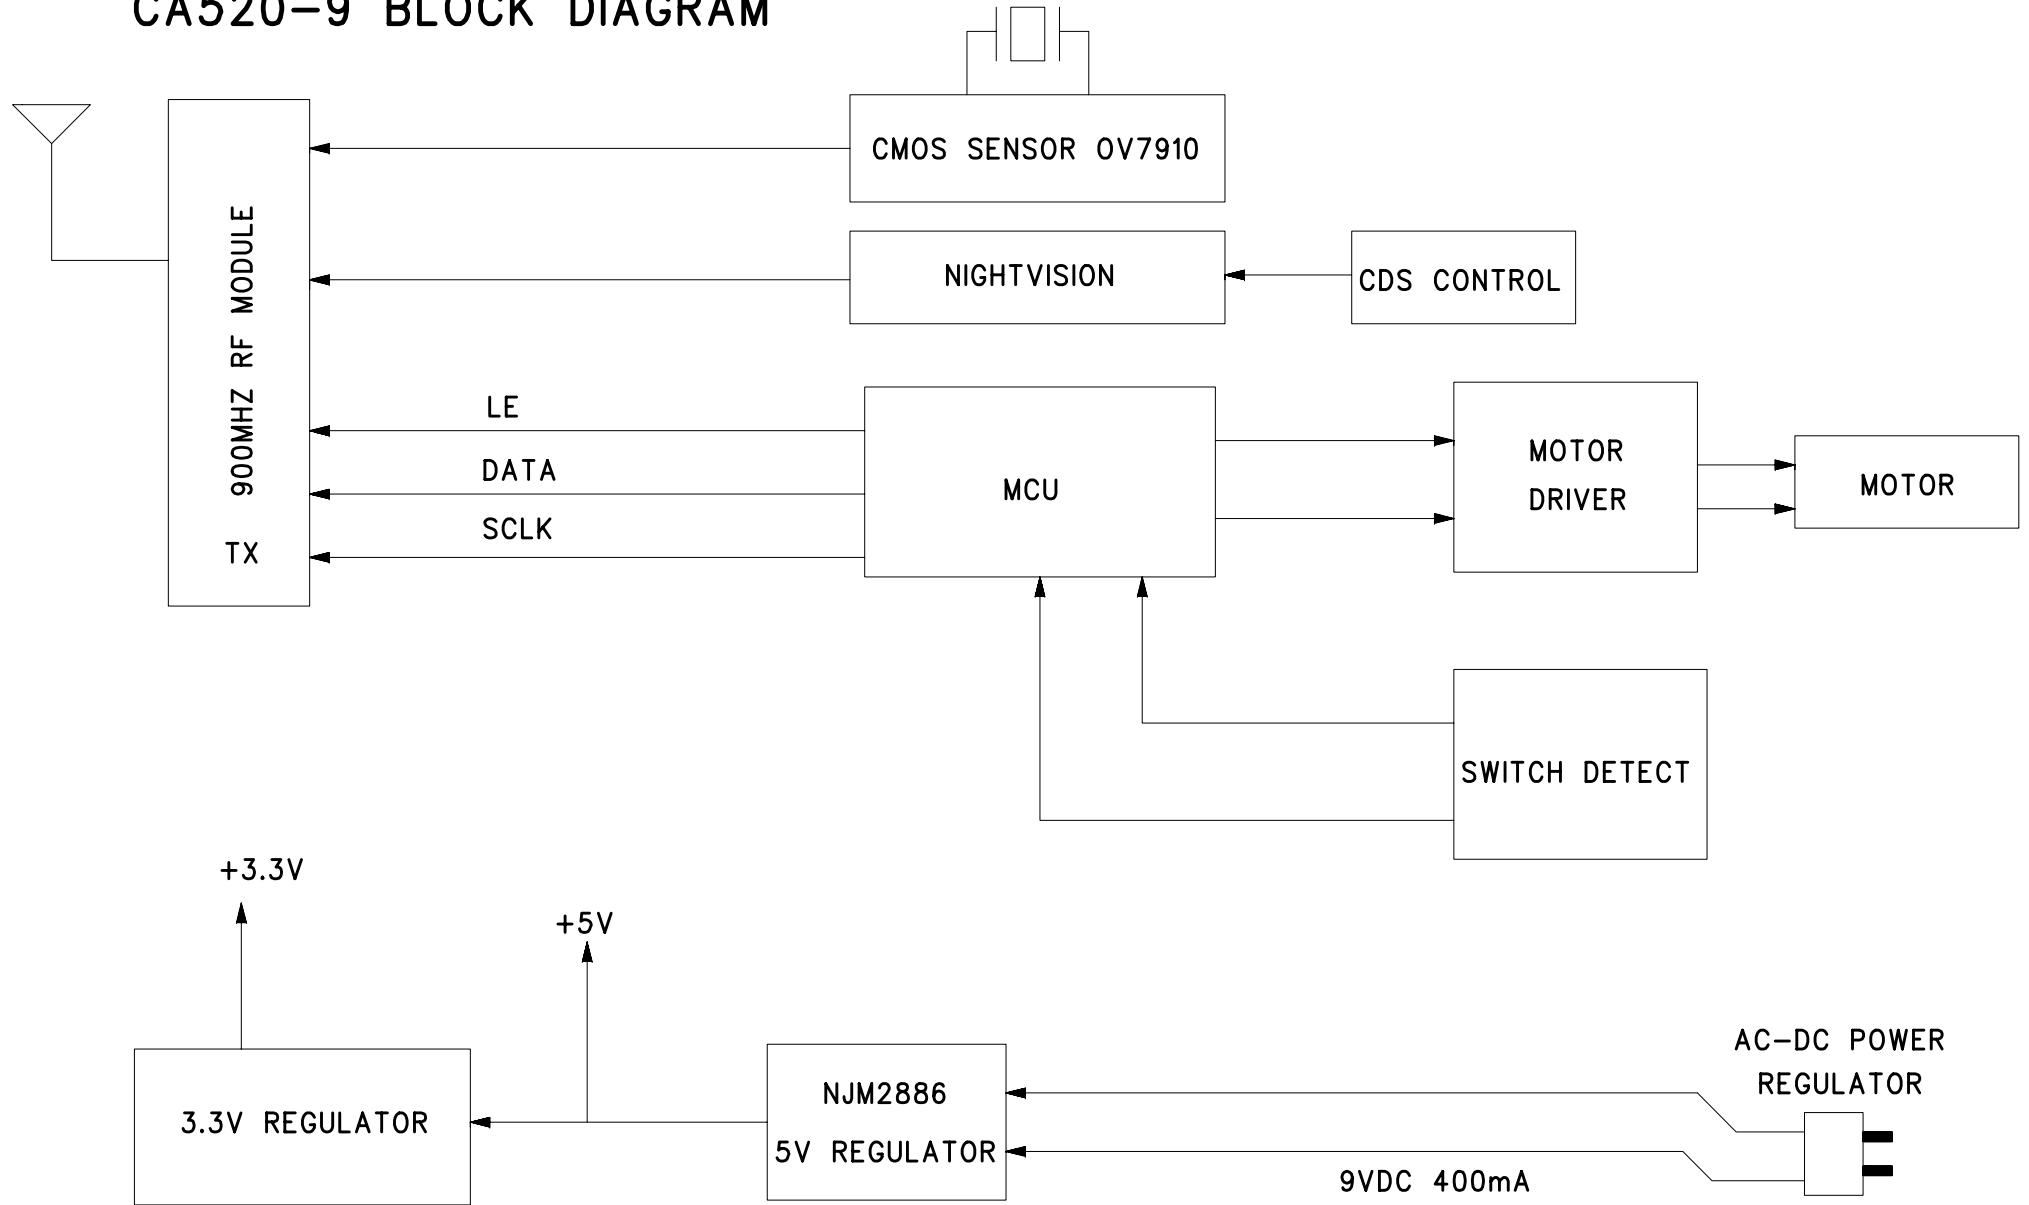 CA520-9 BLOCK DIAGRAM
CMOS SENSOR OV7910
900MHZ RF MODULE
TX
NIGHTVISION
CDS CONTROL
LE
DATA
SCLK
MCU
MOTOR
DRIVER
MOTOR
SWITCH DETECT
+3.3V
+5V
3.3V REGULATOR
NJM2886
5V REGULATOR
AC-DC POWER
REGULATOR
9VDC 400mA